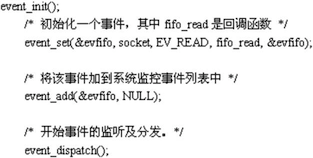 event_init();
/* 初始化一个事件，其中 fifo_read 是回调函数 */
event_set(&evfifo, socket, EV_READ, fifo_read, &evfifo);
/* 将该事件加到系统监控事件列表中 */
event_add(&evfifo, NULL);
/* 开始事件的监听及分发。*/
event_dispatch();